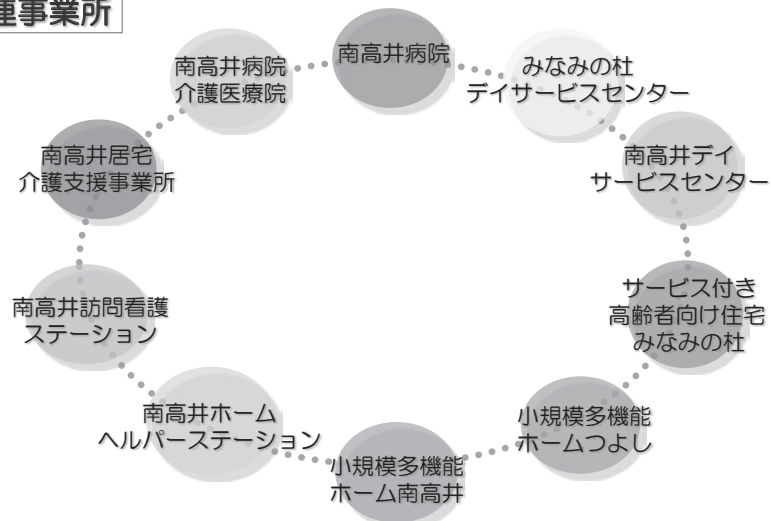 連事業所
南高井病院
みなみの杜
デイサービスセンター
南高井デイ
サービスセンター
サービス付き
高齢者向け住宅
みなみの杜
小規模多機能
ホームつよし
小規模多機能
ホーム南高井
南高井ホーム
ヘルパーステーション
南高井訪問看護
ステーション
南高井居宅
介護支援事業所
南高井病院
介護医療院